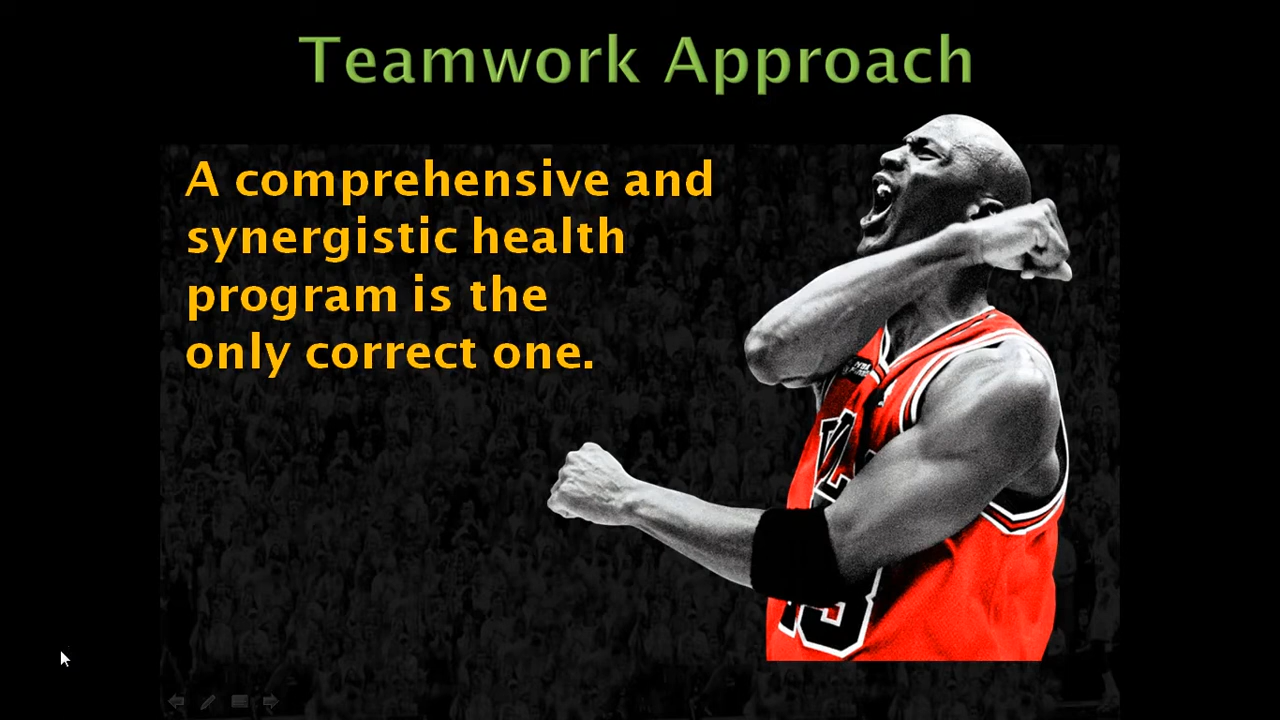 Teamwork Approach
A comprehensive and
synergistic health
program is the
only correct one.